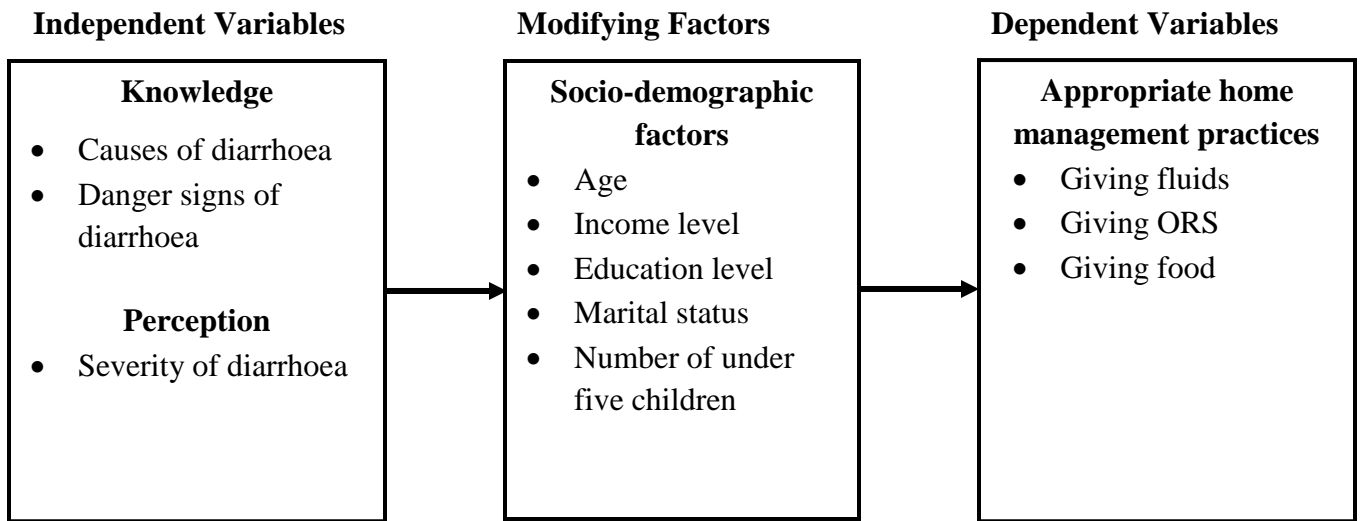 Independent Variables
Modifying Factors
Dependent Variables
Knowledge
• Causes of diarrhoea
• Danger signs of
diarrhoea
Perception
• Severity of diarrhoea
Socio-demographic
factors
• Age
• Income level
• Education level
• Marital status
• Number of under
five children
Appropriate home
management practices
• Giving fluids
• Giving ORS
• Giving food